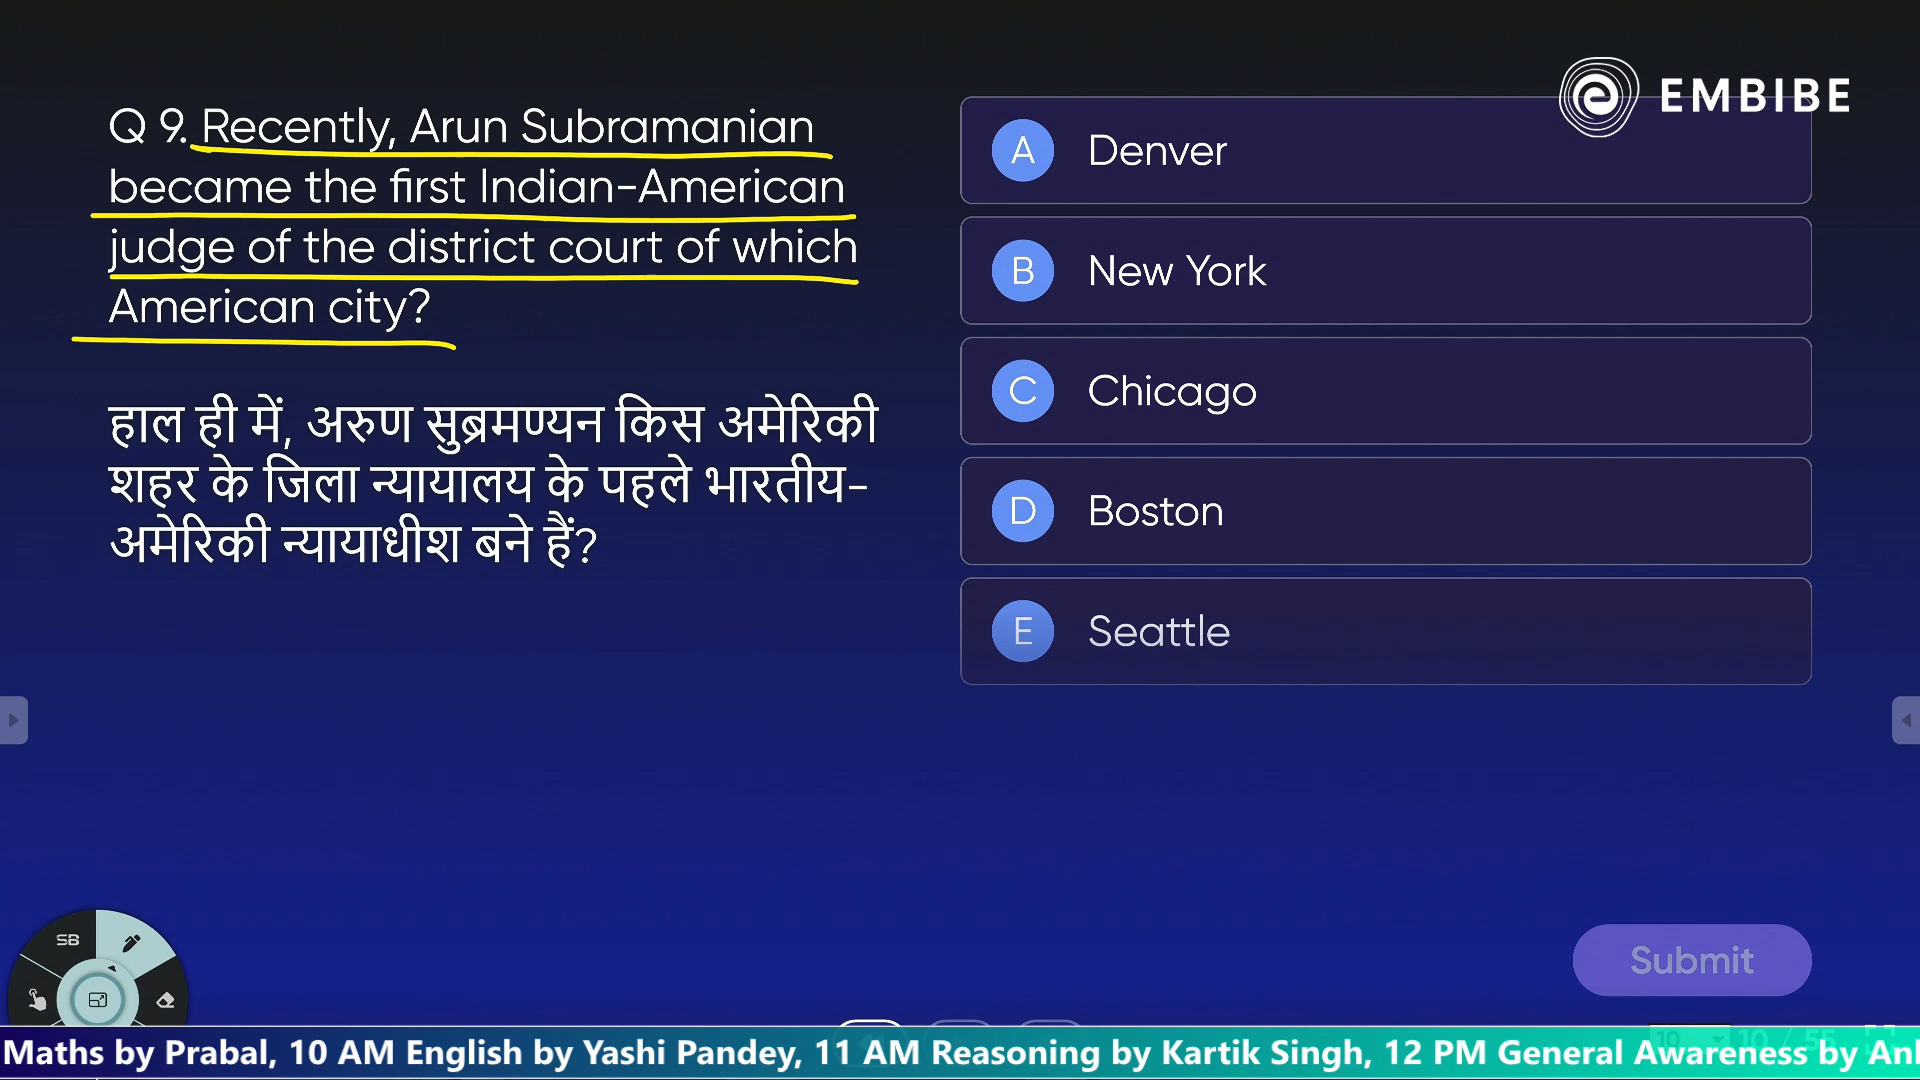 EMBIBE
Q 9. Recently, Arun Subramanian
became the first Indian-American
judge of the district court of which
American city?
हाल ही में, अरुण सुब्रमण्यन किस अमेरिकी
शहर के जिला न्यायालय के पहले भारतीय-
अमेरिकी न्यायाधीश बने हैं?
A Denver
B New York
C Chicago
D Boston
E Seattle
Submit
SB
Maths by Prabal, 10 AM English by Yashi Pandey, 11 AM Reasoning by Kartik Singh, 12 PM General Awareness by